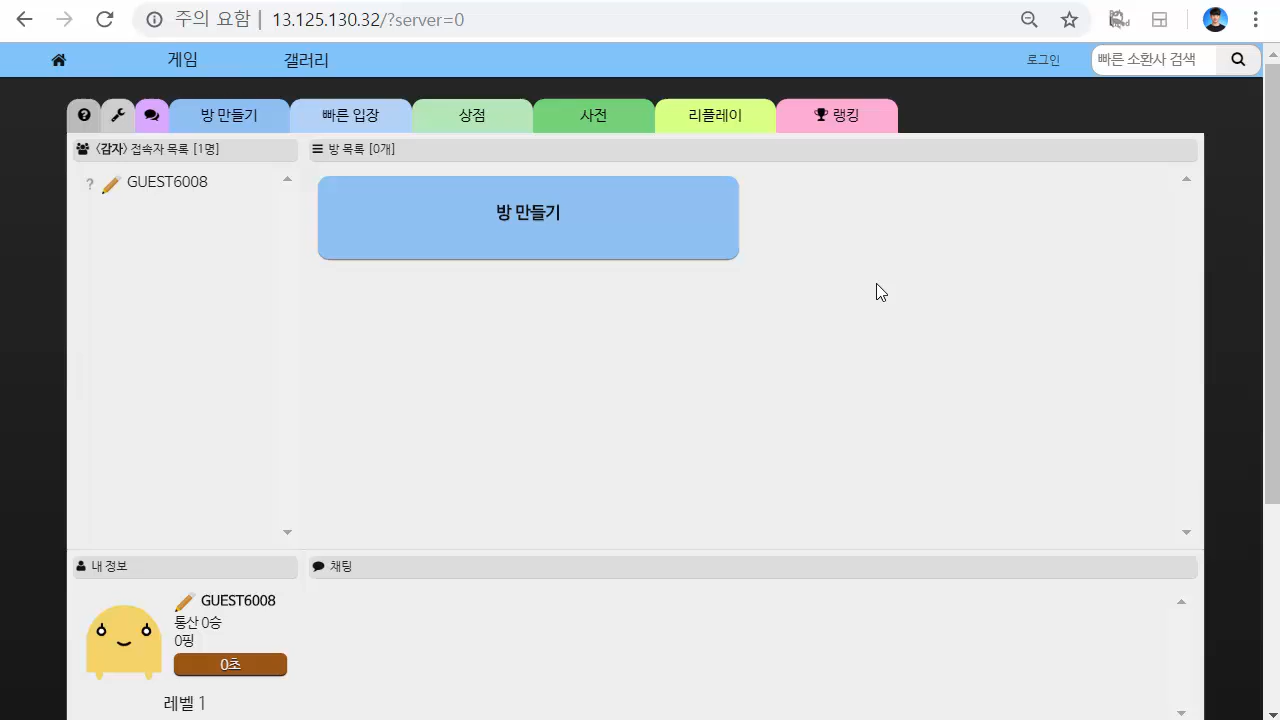 주의 요함 | 13.125.130.32/?server=0
게임 갤러리 로그인 빠른 소환사 검색
방 만들기 빠른 입장 상점 사전 리플레이 랭킹
〈감자〉 접속자 목록 [1명]
방 목록 [0개]
? GUEST6008
방 만들기
내 정보
채팅
GUEST6008
통산 0승
0핑
0초
레벨 1